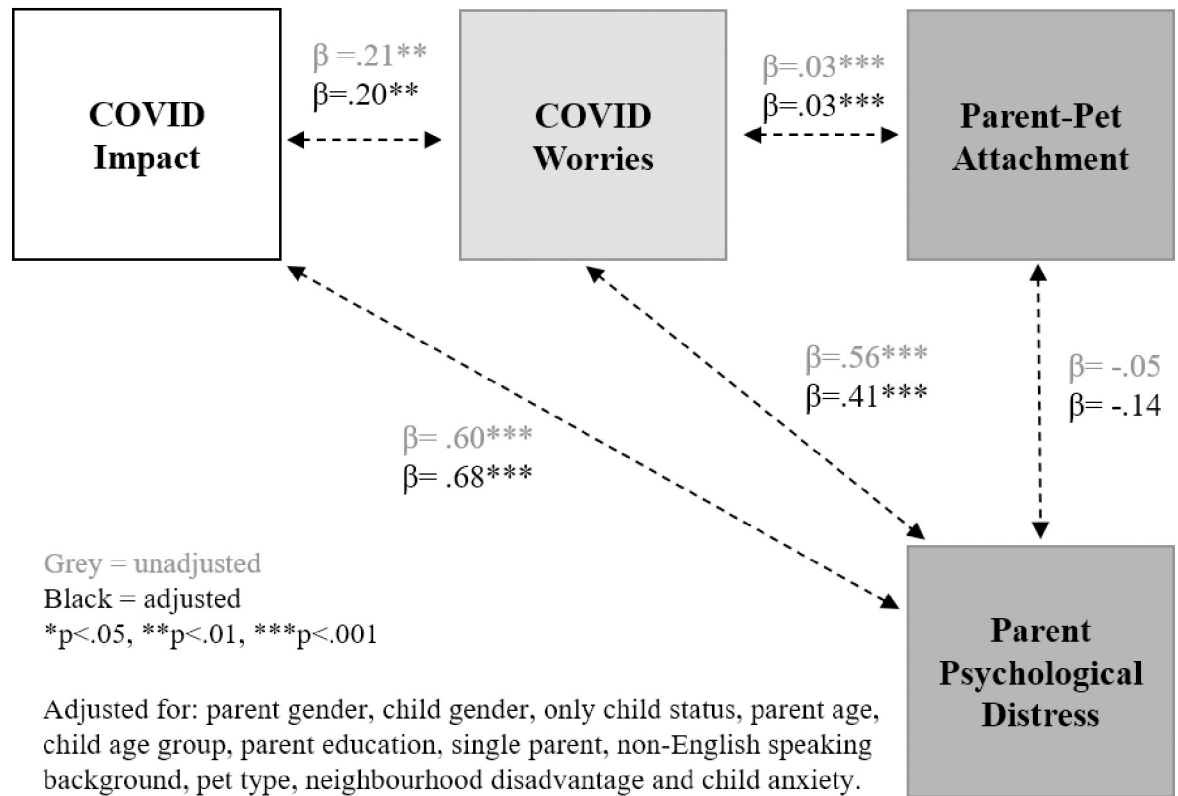 β =.21**
β=.20**
β=.03***
β=.03***
COVID
Impact
COVID
Worries
Parent-Pet
Attachment
β=.56***
β=.41***
β= -.05
β= -.14
β= .60***
β= .68***
Grey = unadjusted
Black = adjusted
*p<.05, **p<.01, ***p<.001
Parent
Psychological
Distress
Adjusted for: parent gender, child gender, only child status, parent age,
child age group, parent education, single parent, non-English speaking
background, pet type, neighbourhood disadvantage and child anxiety.